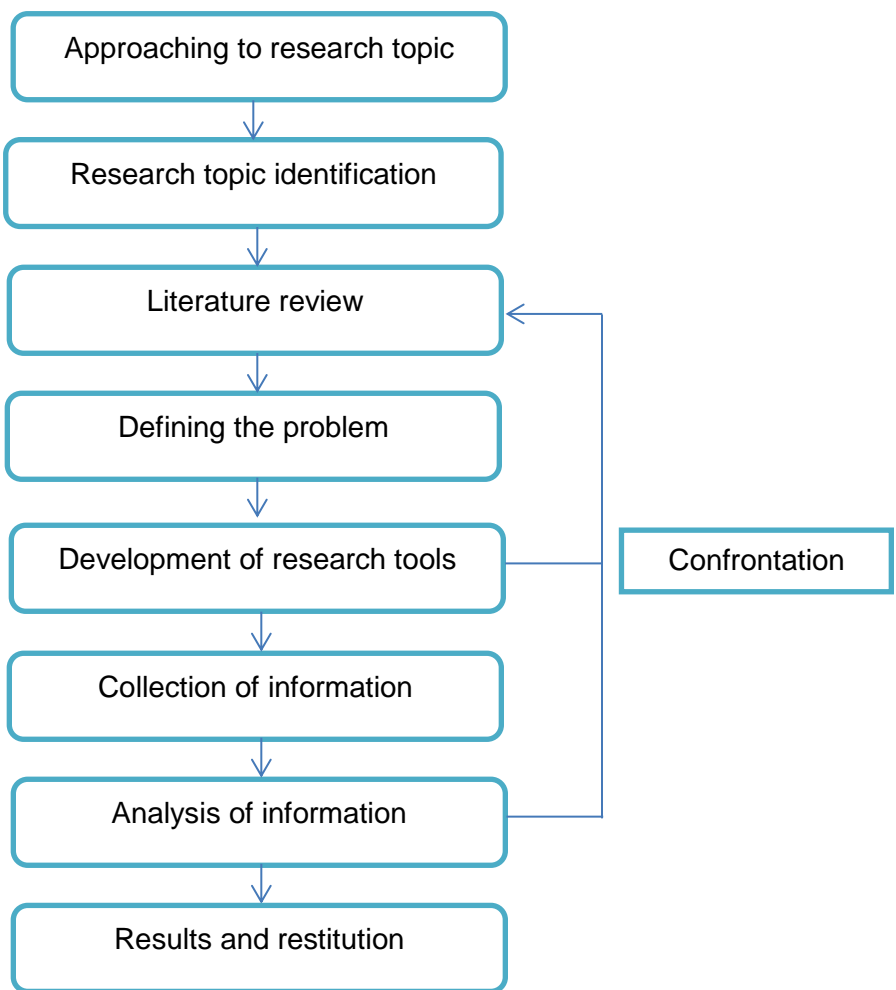 Approaching to research topic
Research topic identification
Literature review
Defining the problem
Development of research tools
Confrontation
Collection of information
Analysis of information
Results and restitution